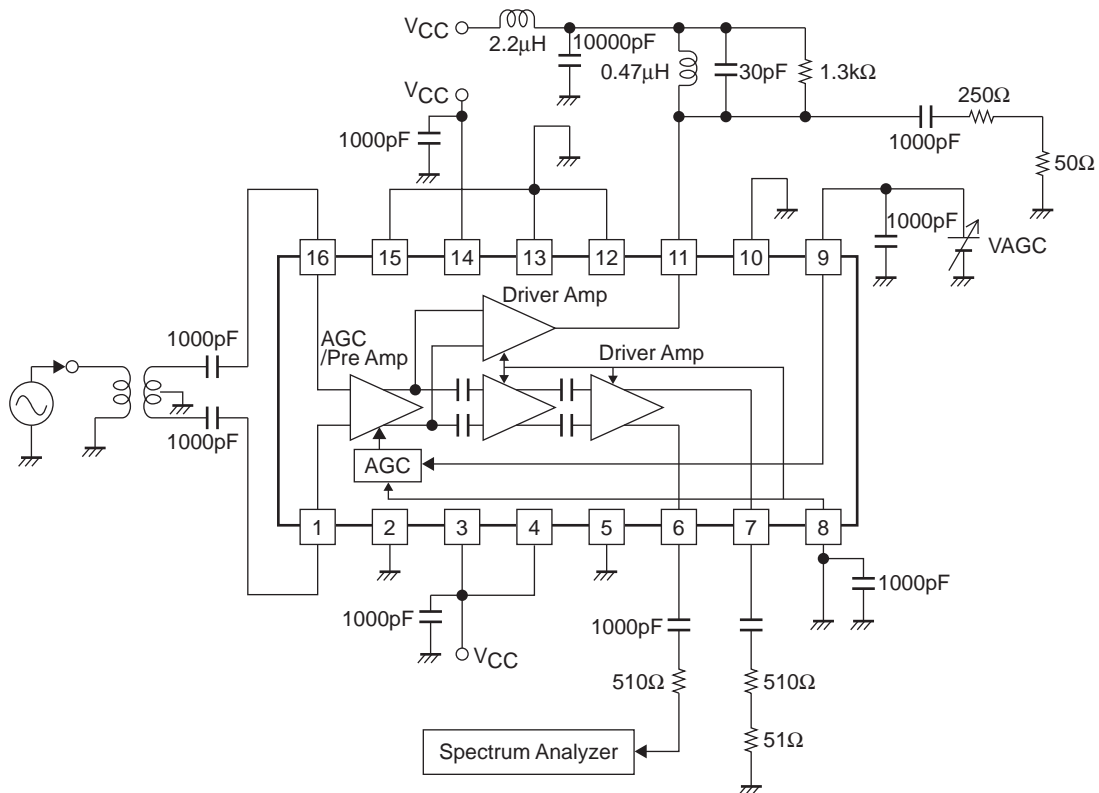 VCC
2.2μH
10000pF
0.47μH
30pF
1.3kΩ
VCC
1000pF
1000pF
250Ω
50Ω
1000pF
VAGC
16
15
14
13
12
11
10
9
Driver Amp
1000pF
AGC
/Pre Amp
Driver Amp
1000pF
AGC
1
2
3
4
5
6
7
8
1000pF
1000pF
1000pF
VCC
510Ω
510Ω
51Ω
Spectrum Analyzer